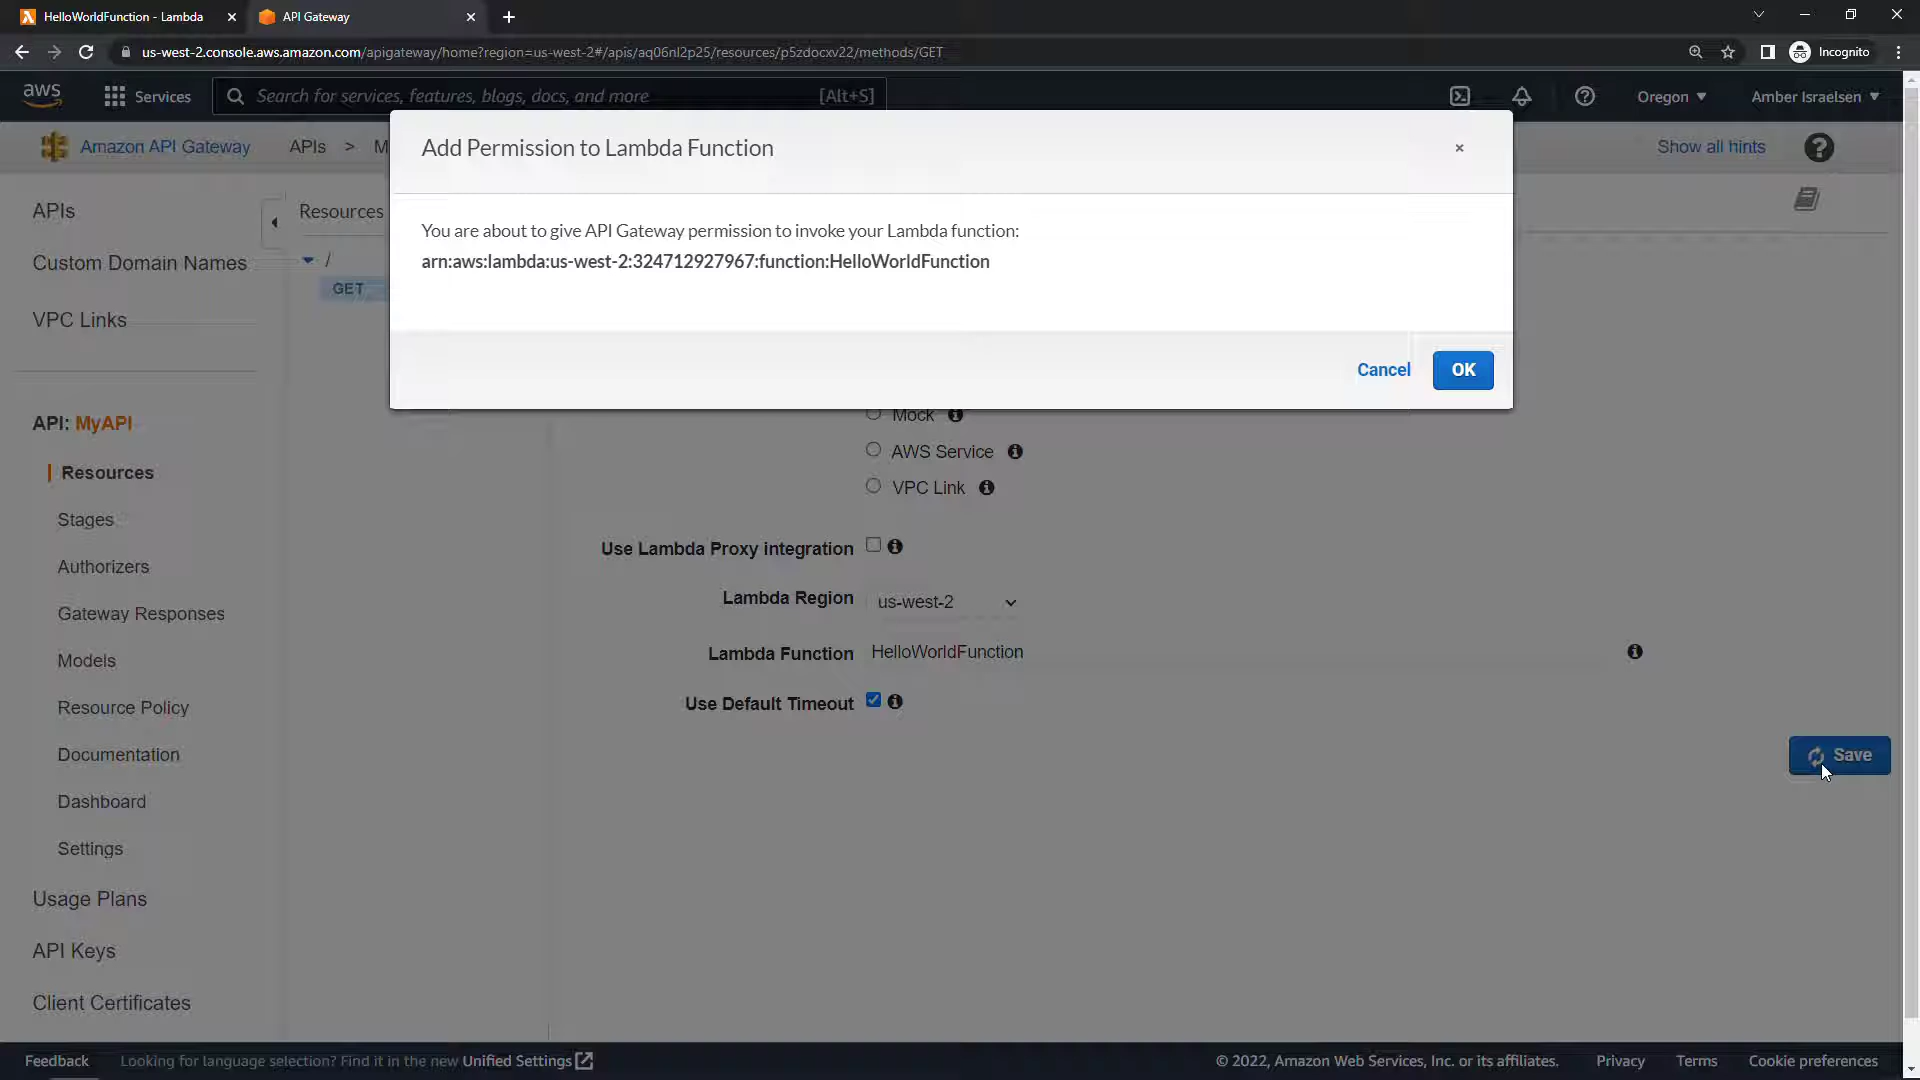 HelloWorldFunction - Lambda
API Gateway
us-west-2.console.aws.amazon.com/apigateway/home?region=us-west-2#/apis/aq06nl2p25/resources/p5zdocxv22/methods/GET
Incognito
aws
Services
Search for services, features, blogs, docs, and more
[Alt+S]
Oregon
Amber Israelsen
Amazon API Gateway
APIs > M
Show all hints
Add Permission to Lambda Function
You are about to give API Gateway permission to invoke your Lambda function:
arn:aws:lambda:us-west-2:324712927967:function:HelloWorldFunction
Cancel
OK
APIs
Custom Domain Names
VPC Links
API: MyAPI
Resources
Stages
Authorizers
Gateway Responses
Models
Resource Policy
Documentation
Dashboard
Settings
Usage Plans
API Keys
Client Certificates
Resources
/
GET
Mock
AWS Service
VPC Link
Use Lambda Proxy integration
Lambda Region us-west-2
Lambda Function HelloWorldFunction
Use Default Timeout
Save
Feedback
Looking for language selection? Find it in the new Unified Settings
© 2022, Amazon Web Services, Inc. or its affiliates.
Privacy
Terms
Cookie preferences